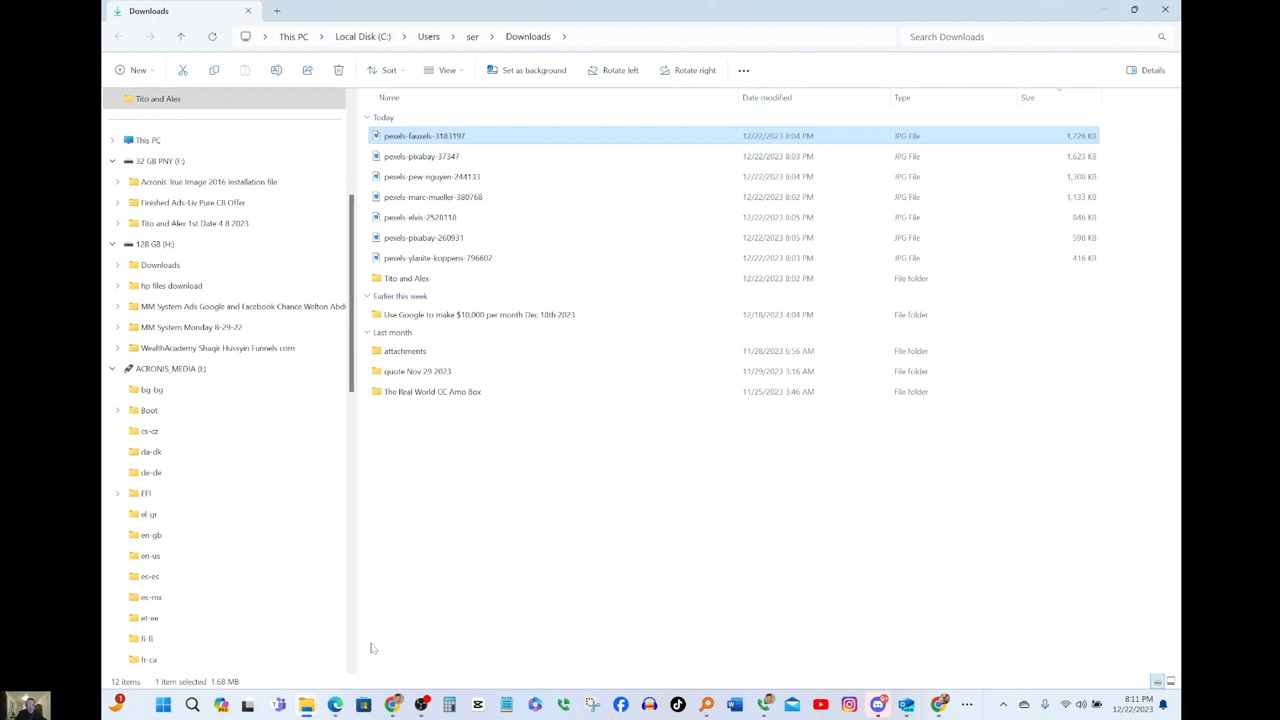 Downloads
This PC > Local Disk (C:) > Users > ser > Downloads >
Search Downloads
New
Sort
View
Set as background
Rotate left
Rotate right
Details
Tito and Alex
This PC
32 GB PNY (F:)
Acronis True Image 2016 installation file
Finished Ads-Liv Pure CB Offer
Tito and Alex 1st Date 4 8 2023
128 GB (H:)
Downloads
hp files download
MM System Ads Google and Facebook Chance Welton Abdu
MM System Monday 8-29-22
WealthAcademy Shaqir Hussyin Funnels com
ACRONIS_MEDIA (I:)
bg-bg
Boot
cs-cz
da-dk
de-de
EFI
el-gr
en-gb
en-us
es-es
es-mx
et-ee
fi-fi
fr-ca
Name Date modified Type Size
Today
pexels-fauxels-3183197 12/22/2023 8:04 PM JPG File 1,726 KB
pexels-pixabay-37347 12/22/2023 8:03 PM JPG File 1,623 KB
pexels-pew-nguyen-244133 12/22/2023 8:04 PM JPG File 1,308 KB
pexels-marc-mueller-380768 12/22/2023 8:04 PM JPG File 1,133 KB
pexels-elvis-2528118 12/22/2023 8:05 PM JPG File 846 KB
pexels-pixabay-260931 12/22/2023 8:05 PM JPG File 598 KB
pexels-ylanite-koppens-796602 12/22/2023 8:03 PM JPG File 416 KB
Tito and Alex 12/22/2023 8:02 PM File folder
Earlier this week
Use Google to make $10,000 per month Dec 18th 2023 12/18/2023 4:04 PM File folder
Last month
attachments 11/28/2023 6:56 AM File folder
quote Nov 29 2023 11/29/2023 3:16 AM File folder
The Real World CC Amo Box 11/25/2023 3:46 AM File folder
12 items 1 item selected 1.68 MB
1
8:11 PM
12/22/2023